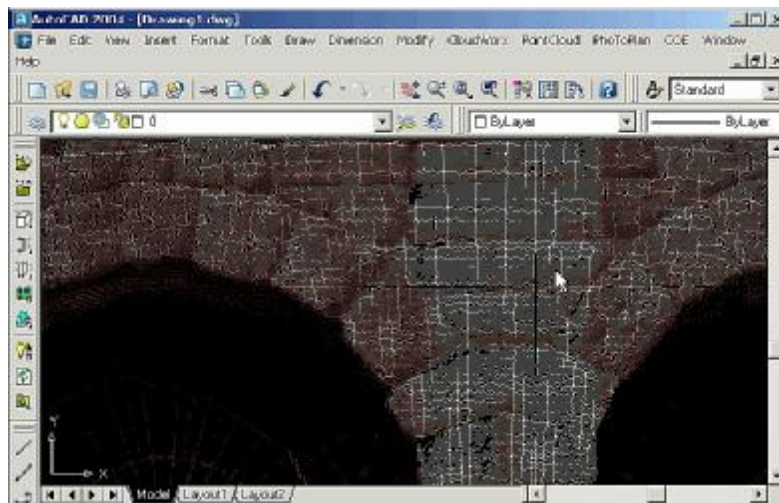 AutoCAD 2004 - [Drawing1.dwg]
File Edit View Insert Format Tools Draw Dimension Modify CloudWorx PointCloud PhoToPlan COE Window
Help
Standard
0 ByLayer ByLayer
Y
X
Model Layout1 Layout2